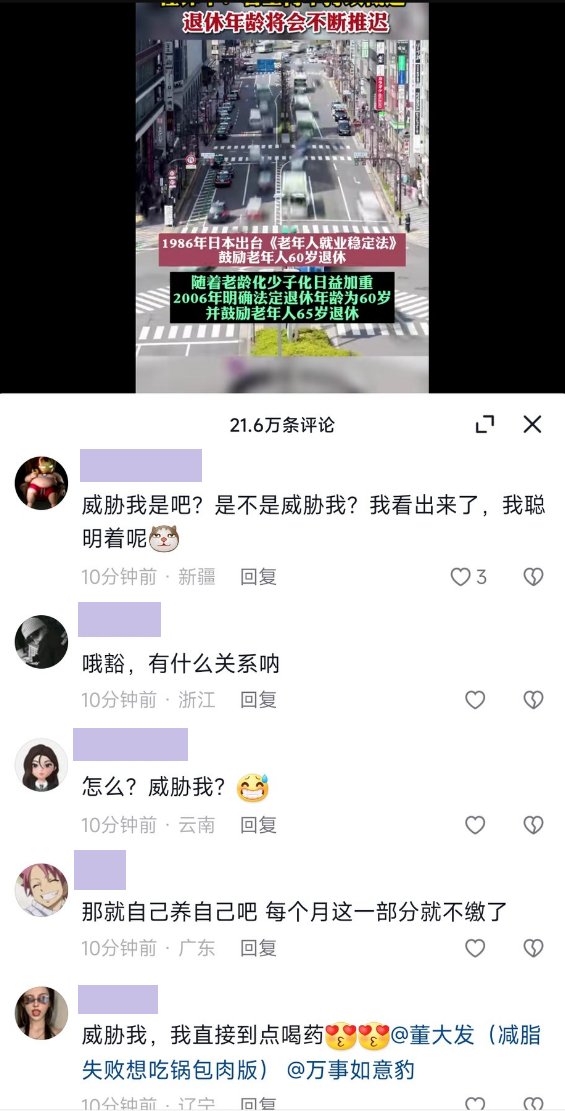 退休年龄将会不断推迟
1986年日本出台《老年人就业稳定法》
鼓励老年人60岁退休
随着老龄化少子化日益加重
2006年明确法定退休年龄为60岁
并鼓励老年人65岁退休
21.6万条评论
威胁我是吧？是不是威胁我？我看出来了，我聪
明着呢
10分钟前 · 新疆 回复 3
哦豁，有什么关系呐
10分钟前 · 浙江 回复
怎么？威胁我？
10分钟前 · 云南 回复
那就自己养自己吧 每个月这一部分就不缴了
10分钟前 · 广东 回复
威胁我，我直接到点喝药@董大发（减脂
失败想吃锅包肉版） @万事如意豹
10分钟前 · 辽宁 回复